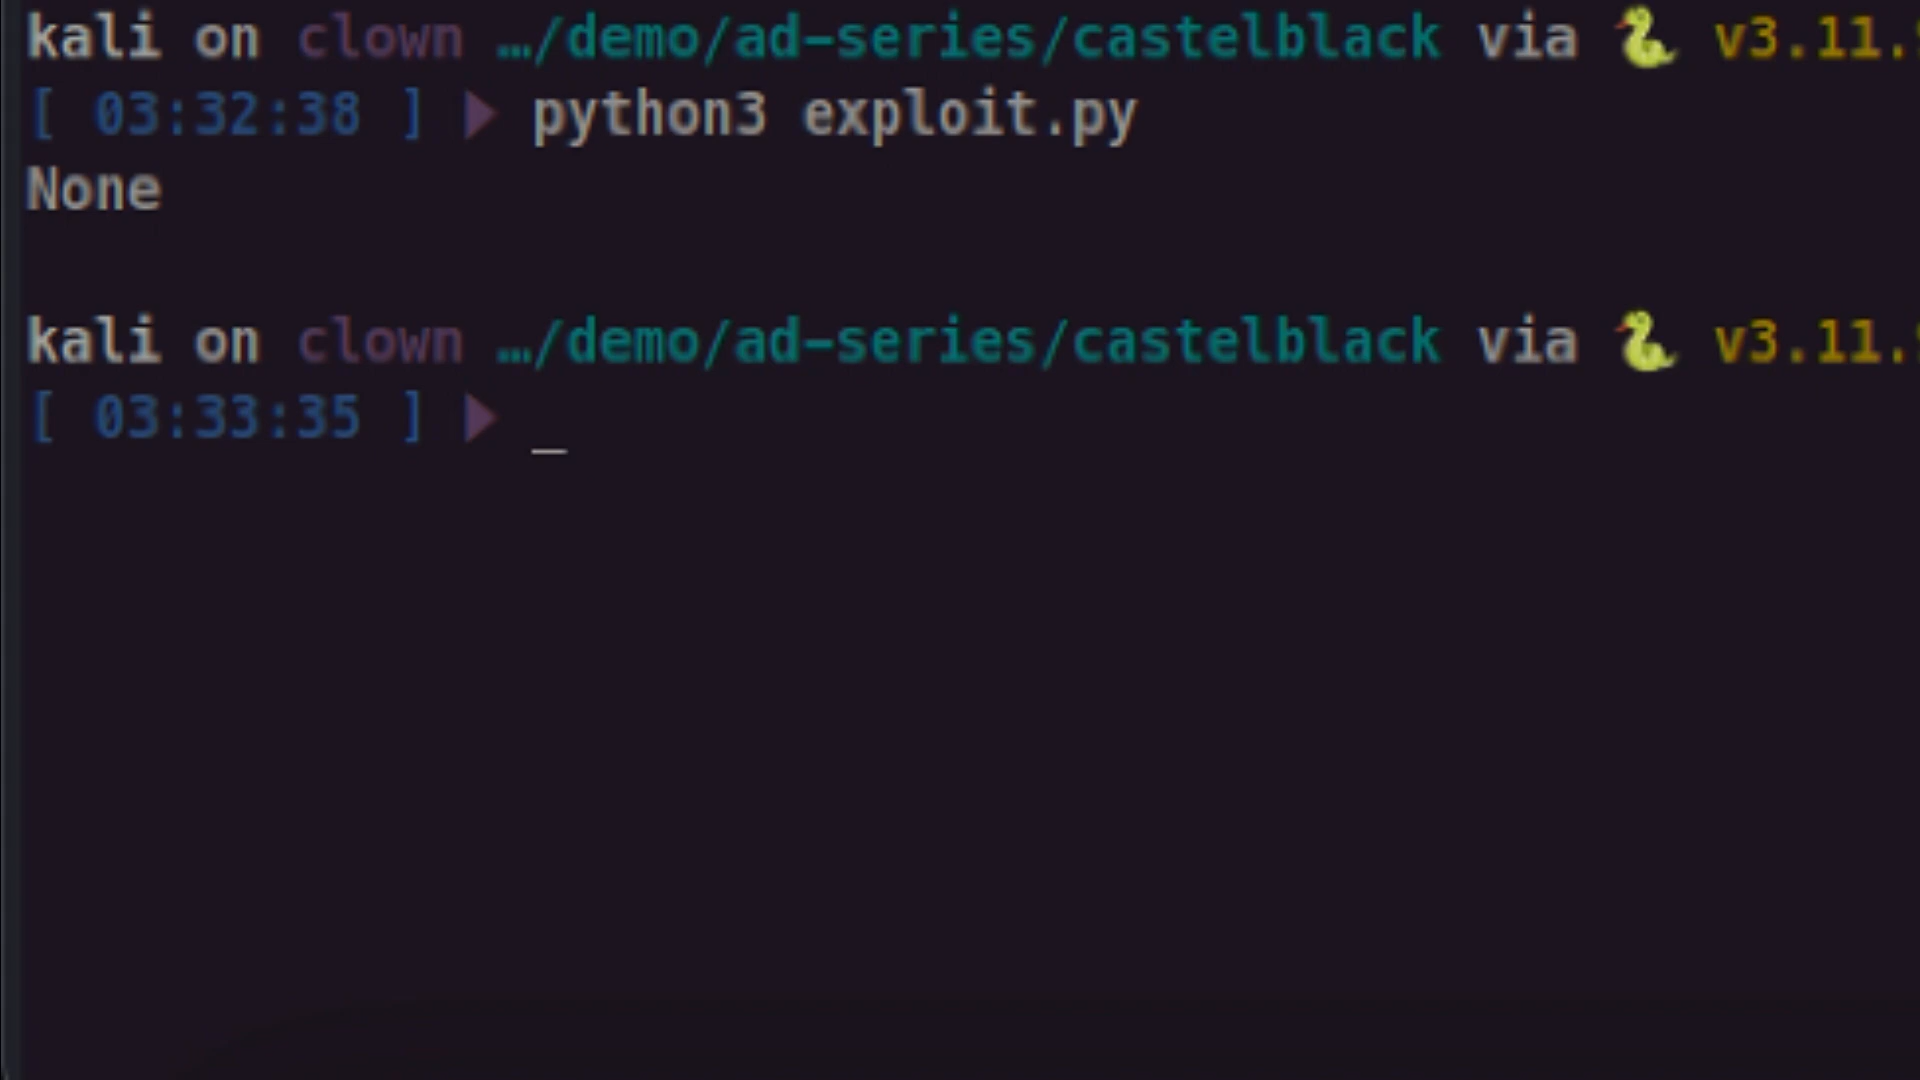 kali on clown …/demo/ad-series/castelblack via 🐍 v3.11.
[ 03:32:38 ] ▶ python3 exploit.py
None
kali on clown …/demo/ad-series/castelblack via 🐍 v3.11.
[ 03:33:35 ] ▶ _